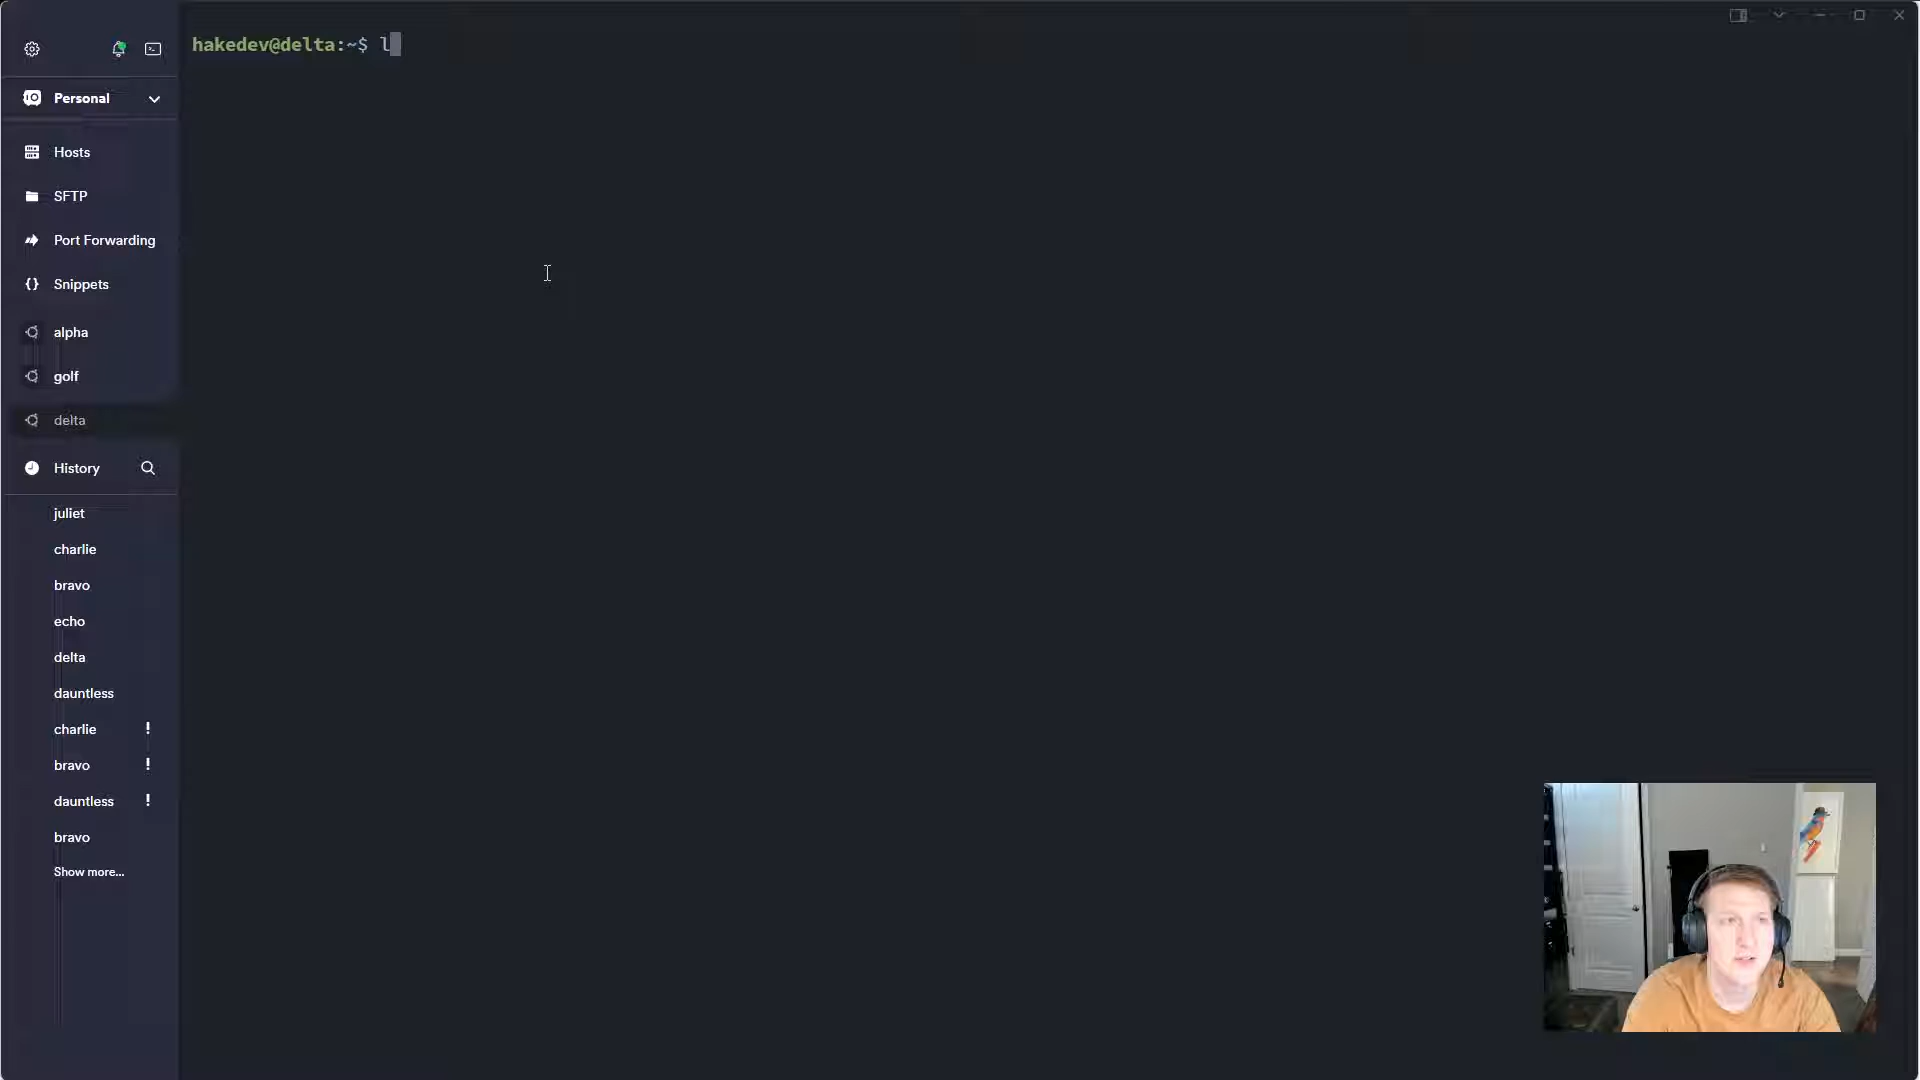 hakedev@delta:~$ l
Personal
Hosts
SFTP
Port Forwarding
Snippets
alpha
golf
delta
History
juliet
charlie
bravo
echo
delta
dauntless
charlie !
bravo !
dauntless !
bravo
Show more...